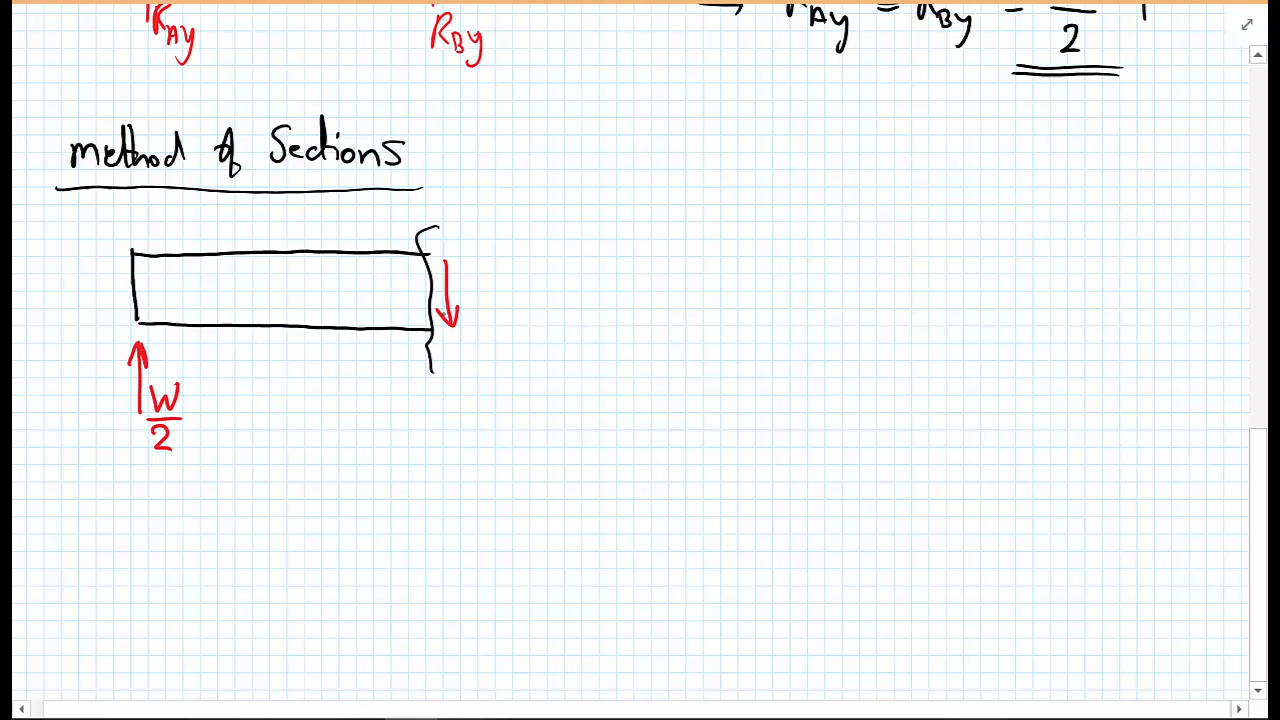 R_Ay R_By R_Ay = R_By = 2
method of Sections
W
2